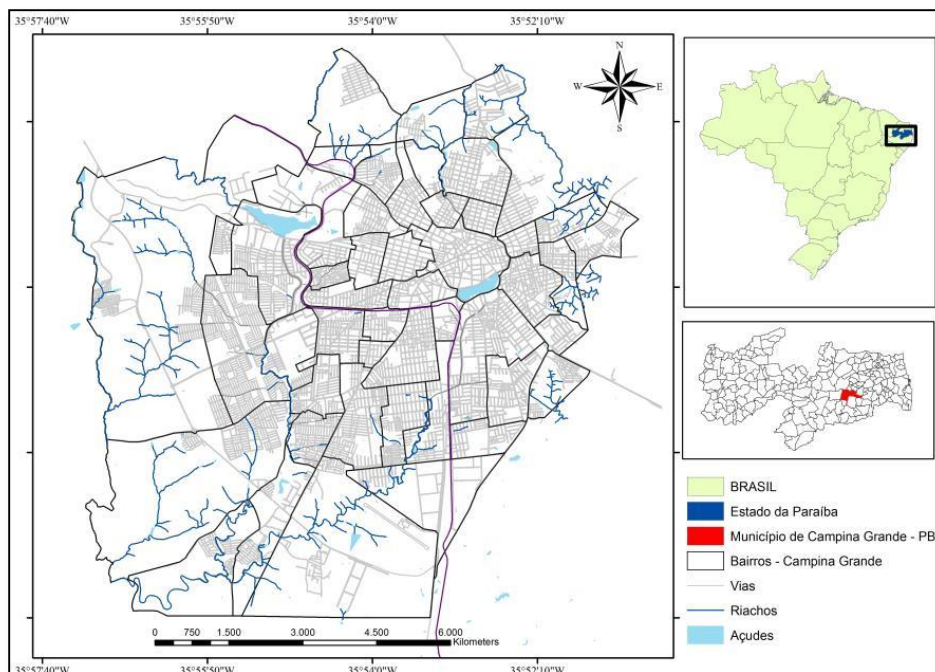 35°57'40"W 35°55'50"W 35°54'0"W 35°52'10"W
N
W E
S
BRASIL
Estado da Paraíba
Município de Campina Grande - PB
Bairros - Campina Grande
Vias
Riachos
Açudes
0 750 1.500 3.000 4.500 6.000
Kilometers
35°57'40"W 35°55'50"W 35°54'0"W 35°52'10"W